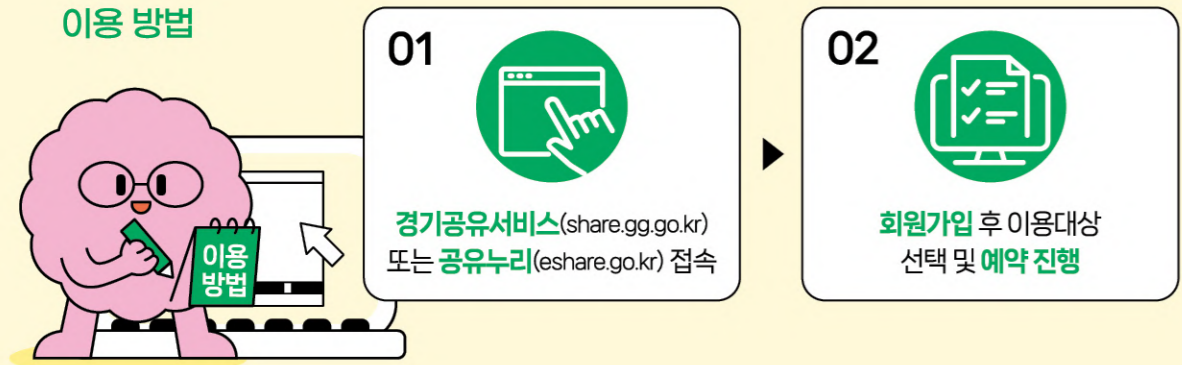 이용 방법
이용
방법
01
경기공유서비스(share.gg.go.kr)
또는 공유누리(eshare.go.kr) 접속
02
회원가입 후 이용대상
선택 및 예약 진행